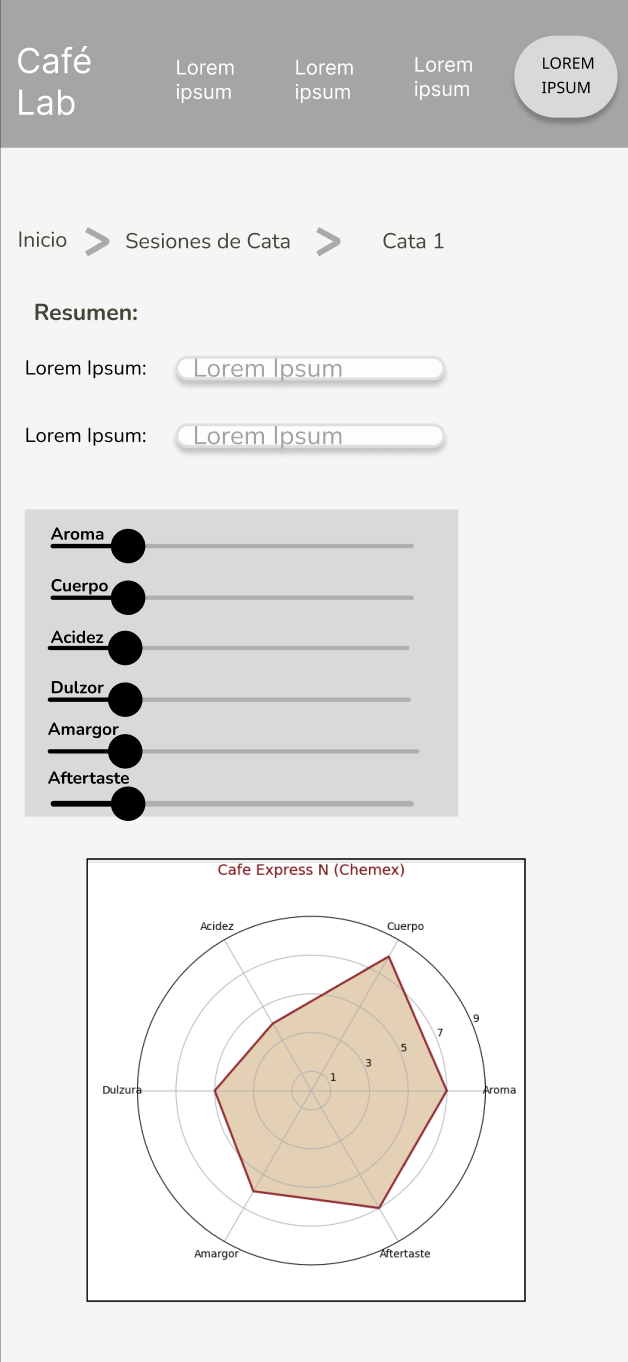 Café
Lab
Lorem
ipsum
Lorem
ipsum
Lorem
ipsum
LOREM
IPSUM
Inicio > Sesiones de Cata > Cata 1
Resumen:
Lorem Ipsum: Lorem Ipsum
Lorem Ipsum: Lorem Ipsum
Aroma
Cuerpo
Acidez
Dulzor
Amargor
Aftertaste
Cafe Express N (Chemex)
Acidez
Cuerpo
9
7
5
3
1
Dulzura
Aroma
Amargor
Aftertaste